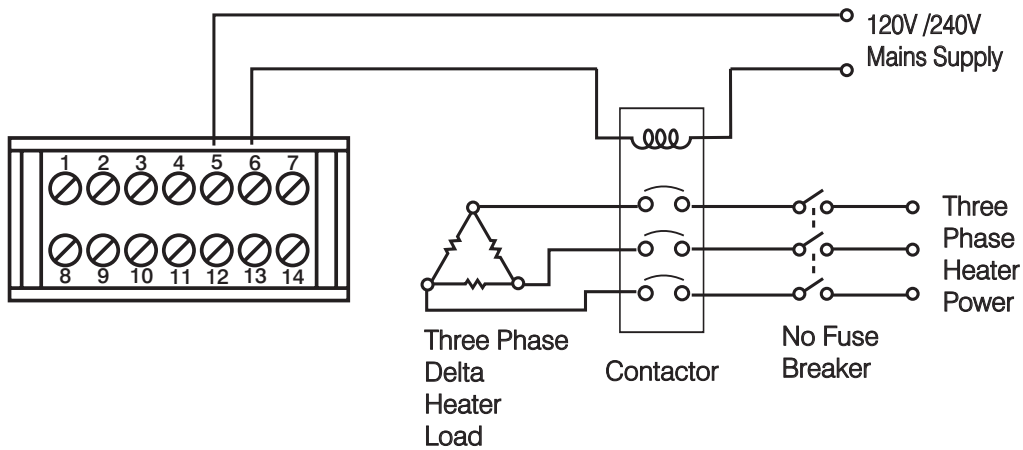 120V /240V
Mains Supply
1 2 3 4 5 6 7
8 9 10 11 12 13 14
Three
Phase
Heater
Power
No Fuse
Breaker
Contactor
Three Phase
Delta
Heater
Load